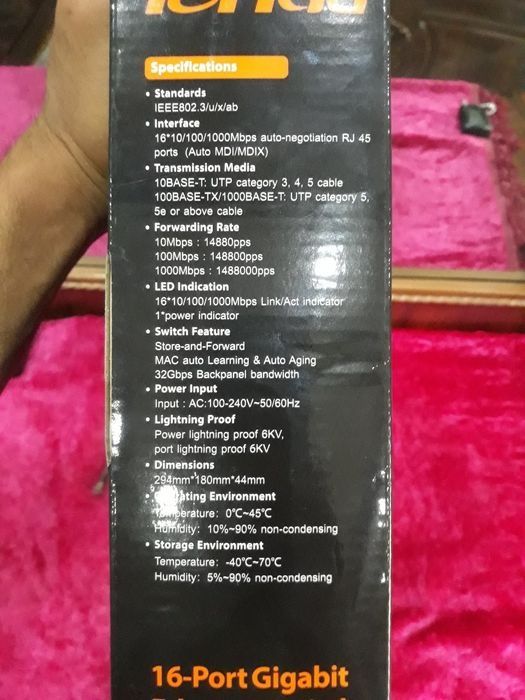 Tenda
Specifications
• Standards
IEEE802.3/u/x/ab
• Interface
16*10/100/1000Mbps auto-negotiation RJ 45
ports (Auto MDI/MDIX)
• Transmission Media
10BASE-T: UTP category 3, 4, 5 cable
100BASE-TX/1000BASE-T: UTP category 5,
5e or above cable
• Forwarding Rate
10Mbps : 14880pps
100Mbps : 148800pps
1000Mbps : 1488000pps
• LED Indication
16*10/100/1000Mbps Link/Act indicator
1*power indicator
• Switch Feature
Store-and-Forward
MAC auto Learning & Auto Aging
32Gbps Backpanel bandwidth
• Power Input
Input : AC:100-240V~50/60Hz
• Lightning Proof
Power lightning proof 6KV,
port lightning proof 6KV
• Dimensions
294mm*180mm*44mm
• Operating Environment
Temperature: 0℃~45℃
Humidity: 10%~90% non-condensing
• Storage Environment
Temperature: -40℃~70℃
Humidity: 5%~90% non-condensing
16-Port Gigabit